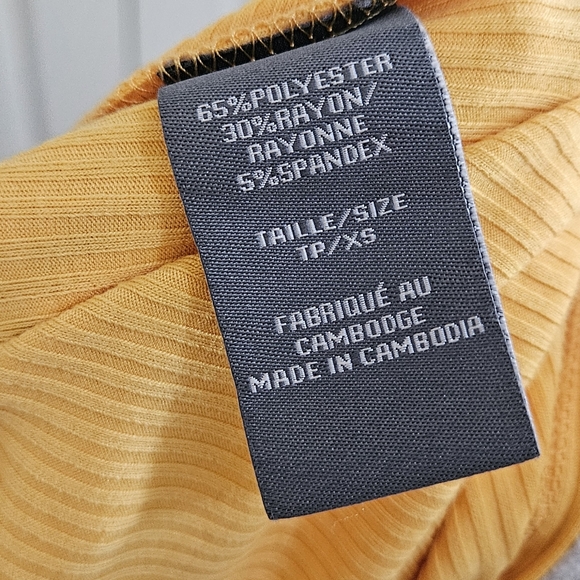 65%POLYESTER
30%RAYON/
RAYONNE
5%SPANDEX
TAILLE/SIZE
TP/XS
FABRIQUÉ AU
CAMBODGE
MADE IN CAMBODIA